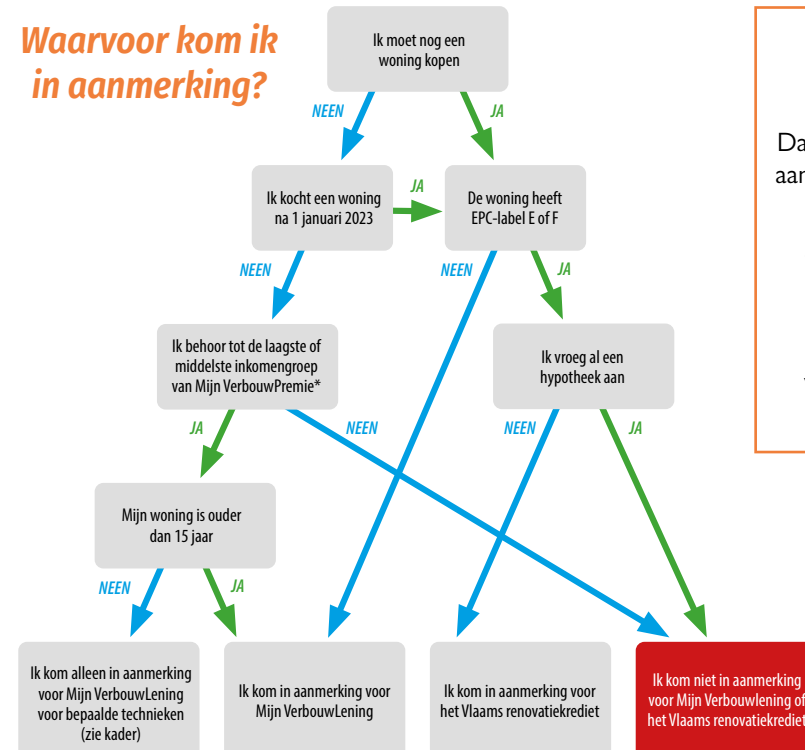 Waarvoor kom ik
in aanmerking?
Ik moet nog een
woning kopen
NEEN
JA
Ik kocht een woning
na 1 januari 2023
JA
De woning heeft
EPC-label E of F
NEEN
NEEN
JA
Ik behoor tot de laagste of
middelste inkomengroep
van Mijn VerbouwPremie*
Ik vroeg al een
hypotheek aan
JA
NEEN
NEEN
JA
Mijn woning is ouder
dan 15 jaar
NEEN
JA
Ik kom alleen in aanmerking
voor Mijn VerbouwLening
voor bepaalde technieken
(zie kader)
Ik kom in aanmerking voor
Mijn VerbouwLening
Ik kom in aanmerking voor
het Vlaams renovatiekrediet
Ik kom niet in aanmerking
voor Mijn Verbouwlening of
het Vlaams renovatiekrediet